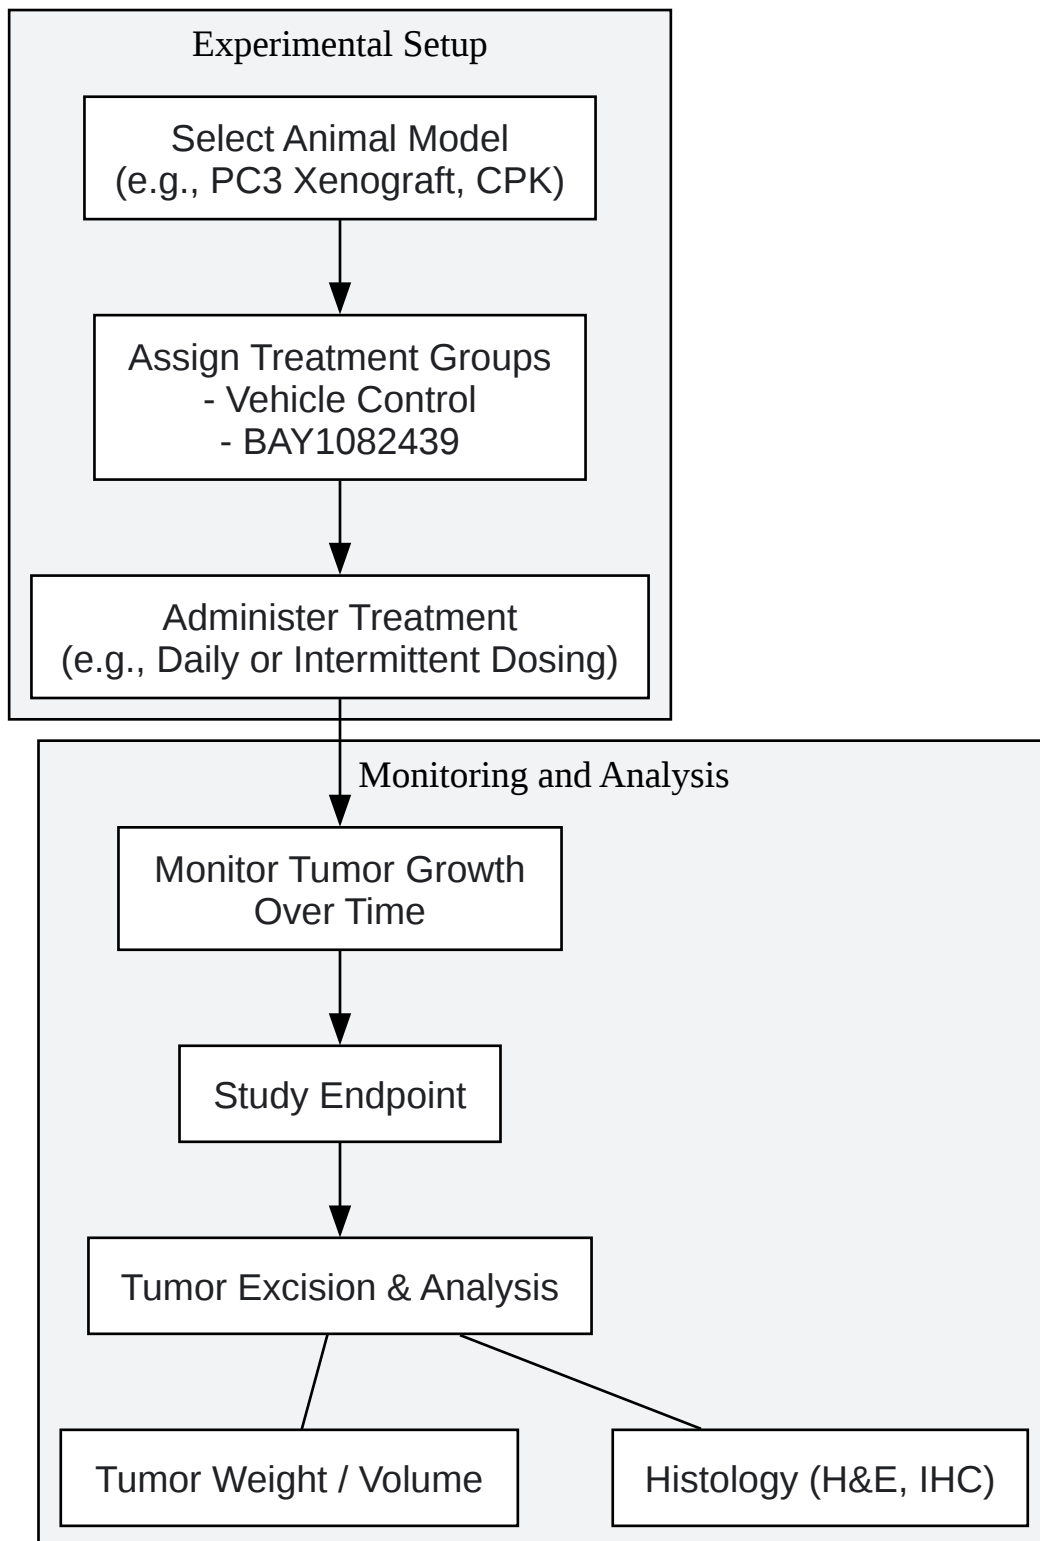 Experimental Setup
Select Animal Model
(e.g., PC3 Xenograft, CPK)
Assign Treatment Groups
- Vehicle Control
- BAY1082439
Administer Treatment
(e.g., Daily or Intermittent Dosing)
Monitoring and Analysis
Monitor Tumor Growth
Over Time
Study Endpoint
Tumor Excision & Analysis
Tumor Weight / Volume
Histology (H&E, IHC)